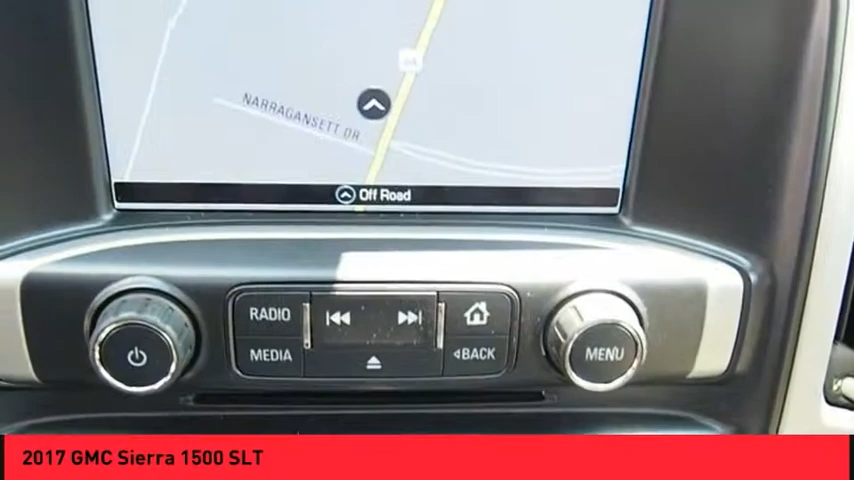 NARRAGANSETT DR
Off Road
RADIO
MEDIA
BACK
MENU
2017 GMC Sierra 1500 SLT